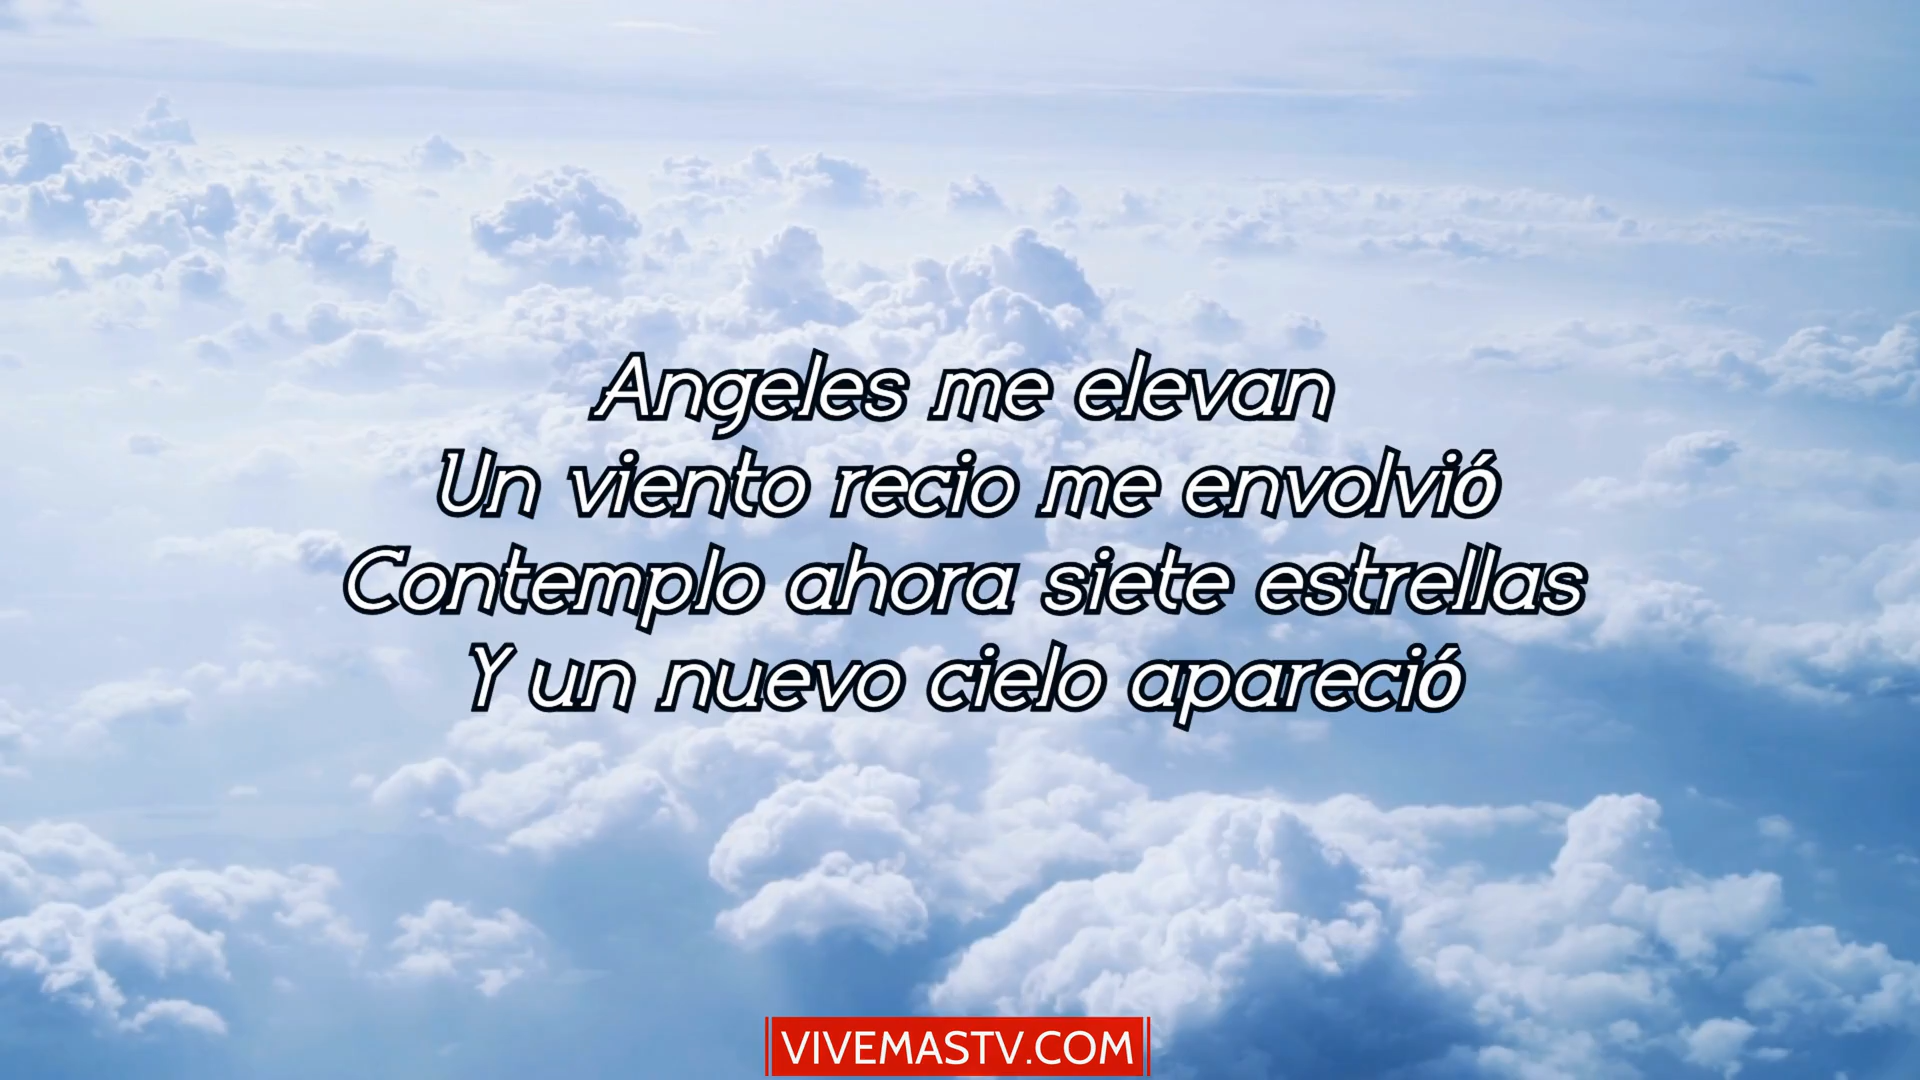 Angeles me elevan
Un viento recio me envolvió
Contemplo ahora siete estrellas
Y un nuevo cielo apareció
VIVEMASTV.COM